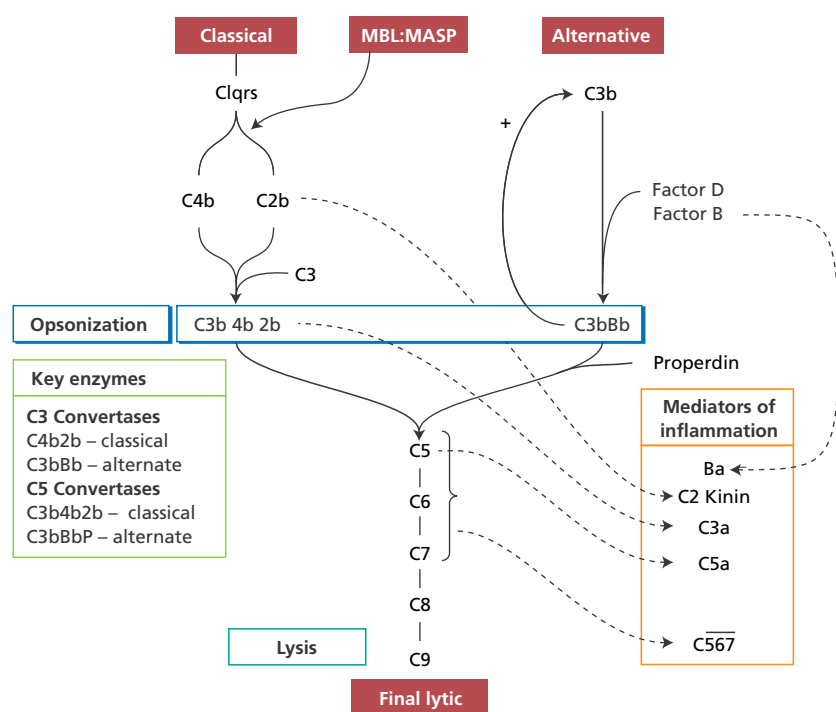 Classical
MBL:MASP
Alternative
Clqrs
C3b
+
C4b
C2b
Factor D
Factor B
C3
Opsonization
C3b 4b 2b
C3bBb
Properdin
Key enzymes
C3 Convertases
C4b2b – classical
C3bBb – alternate
C5 Convertases
C3b4b2b – classical
C3bBbP – alternate
Mediators of
inflammation
Ba
C2 Kinin
C3a
C5a
C567
C5
C6
C7
C8
C9
Lysis
Final lytic